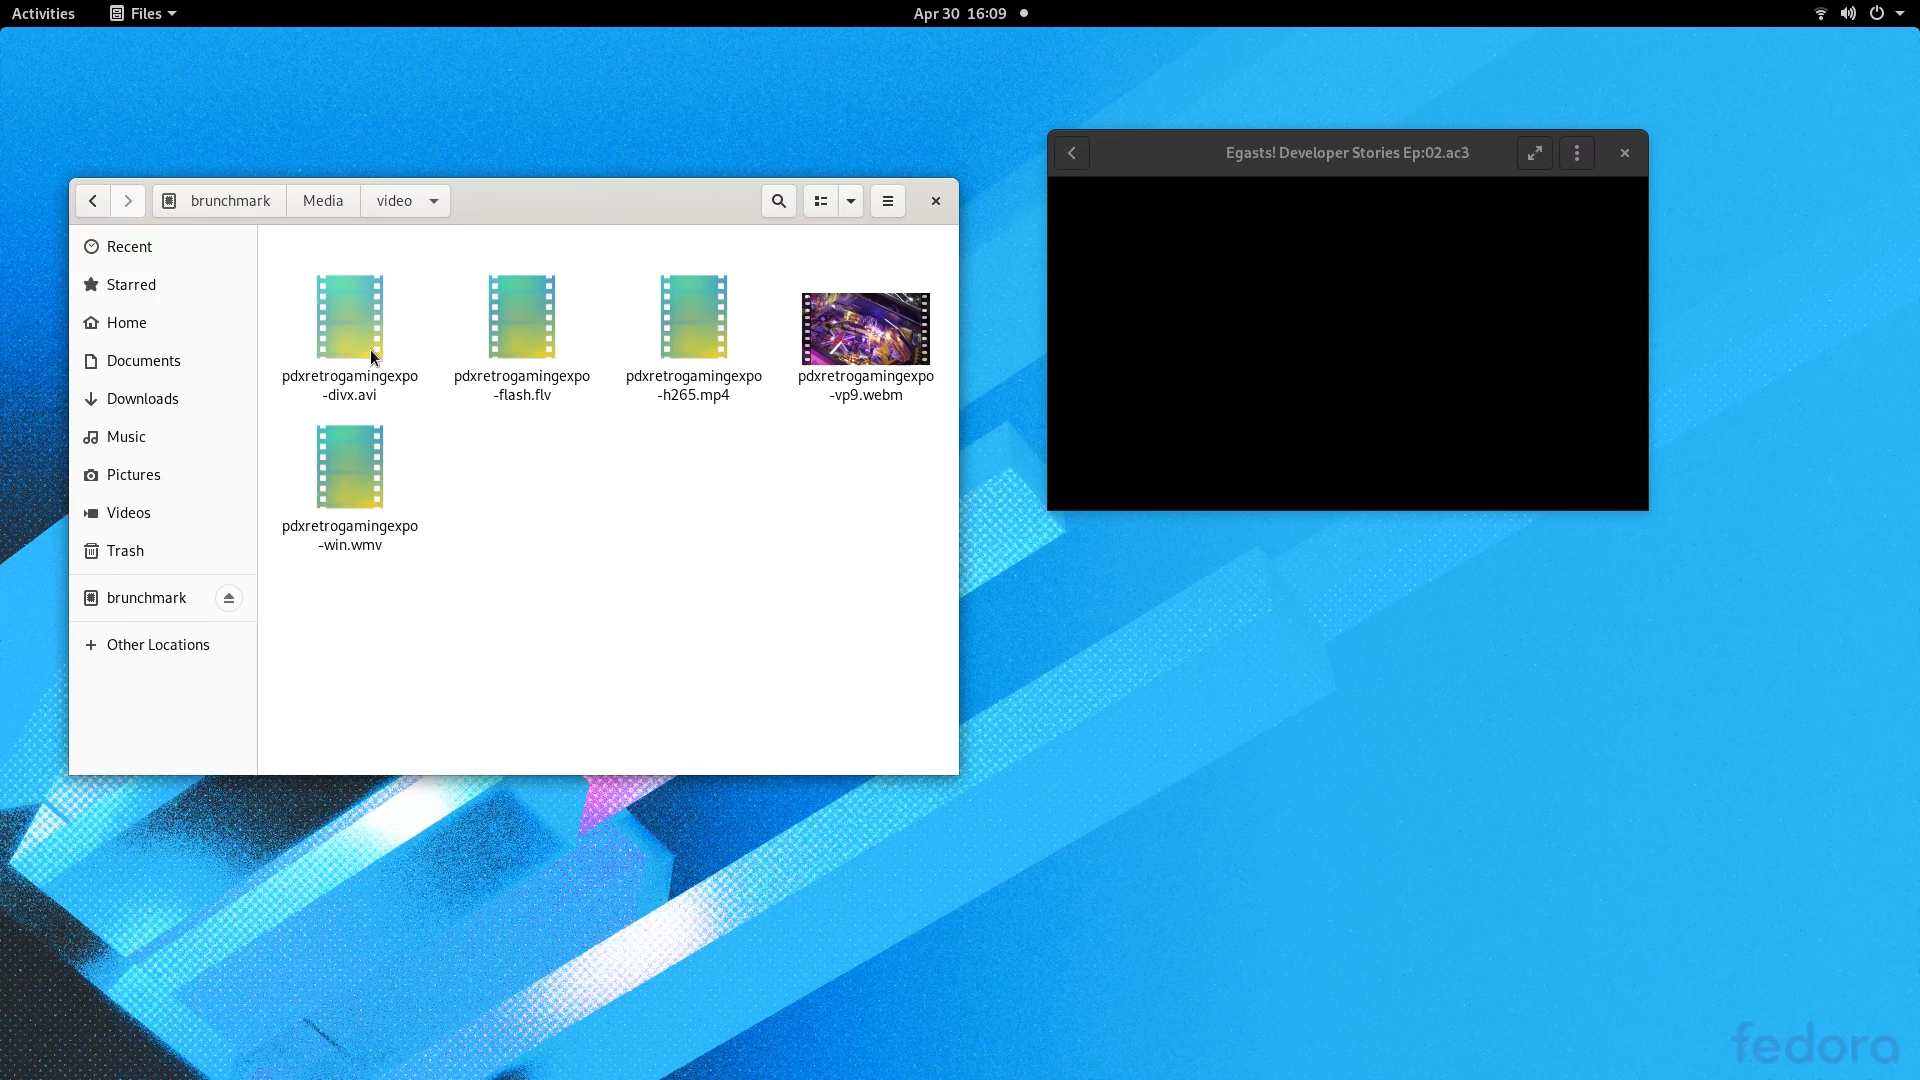 Activities
Files
Apr 30 16:09
Egasts! Developer Stories Ep:02.ac3
brunchmark
Media
video
Recent
Starred
Home
Documents
Downloads
Music
Pictures
Videos
Trash
brunchmark
Other Locations
pdxretrogamingexpo
-divx.avi
pdxretrogamingexpo
-flash.flv
pdxretrogamingexpo
-h265.mp4
pdxretrogamingexpo
-vp9.webm
pdxretrogamingexpo
-win.wmv
fedora